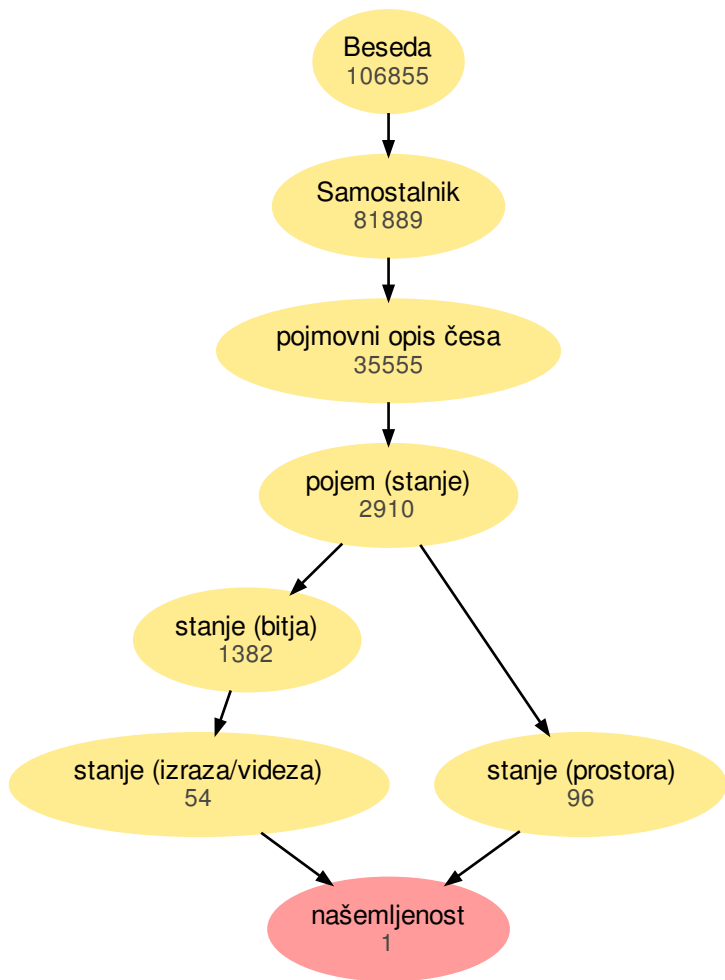 Beseda
106855
Samostalnik
81889
pojmovni opis česa
35555
pojem (stanje)
2910
stanje (bitja)
1382
stanje (izraza/videza)
54
stanje (prostora)
96
našemljenost
1